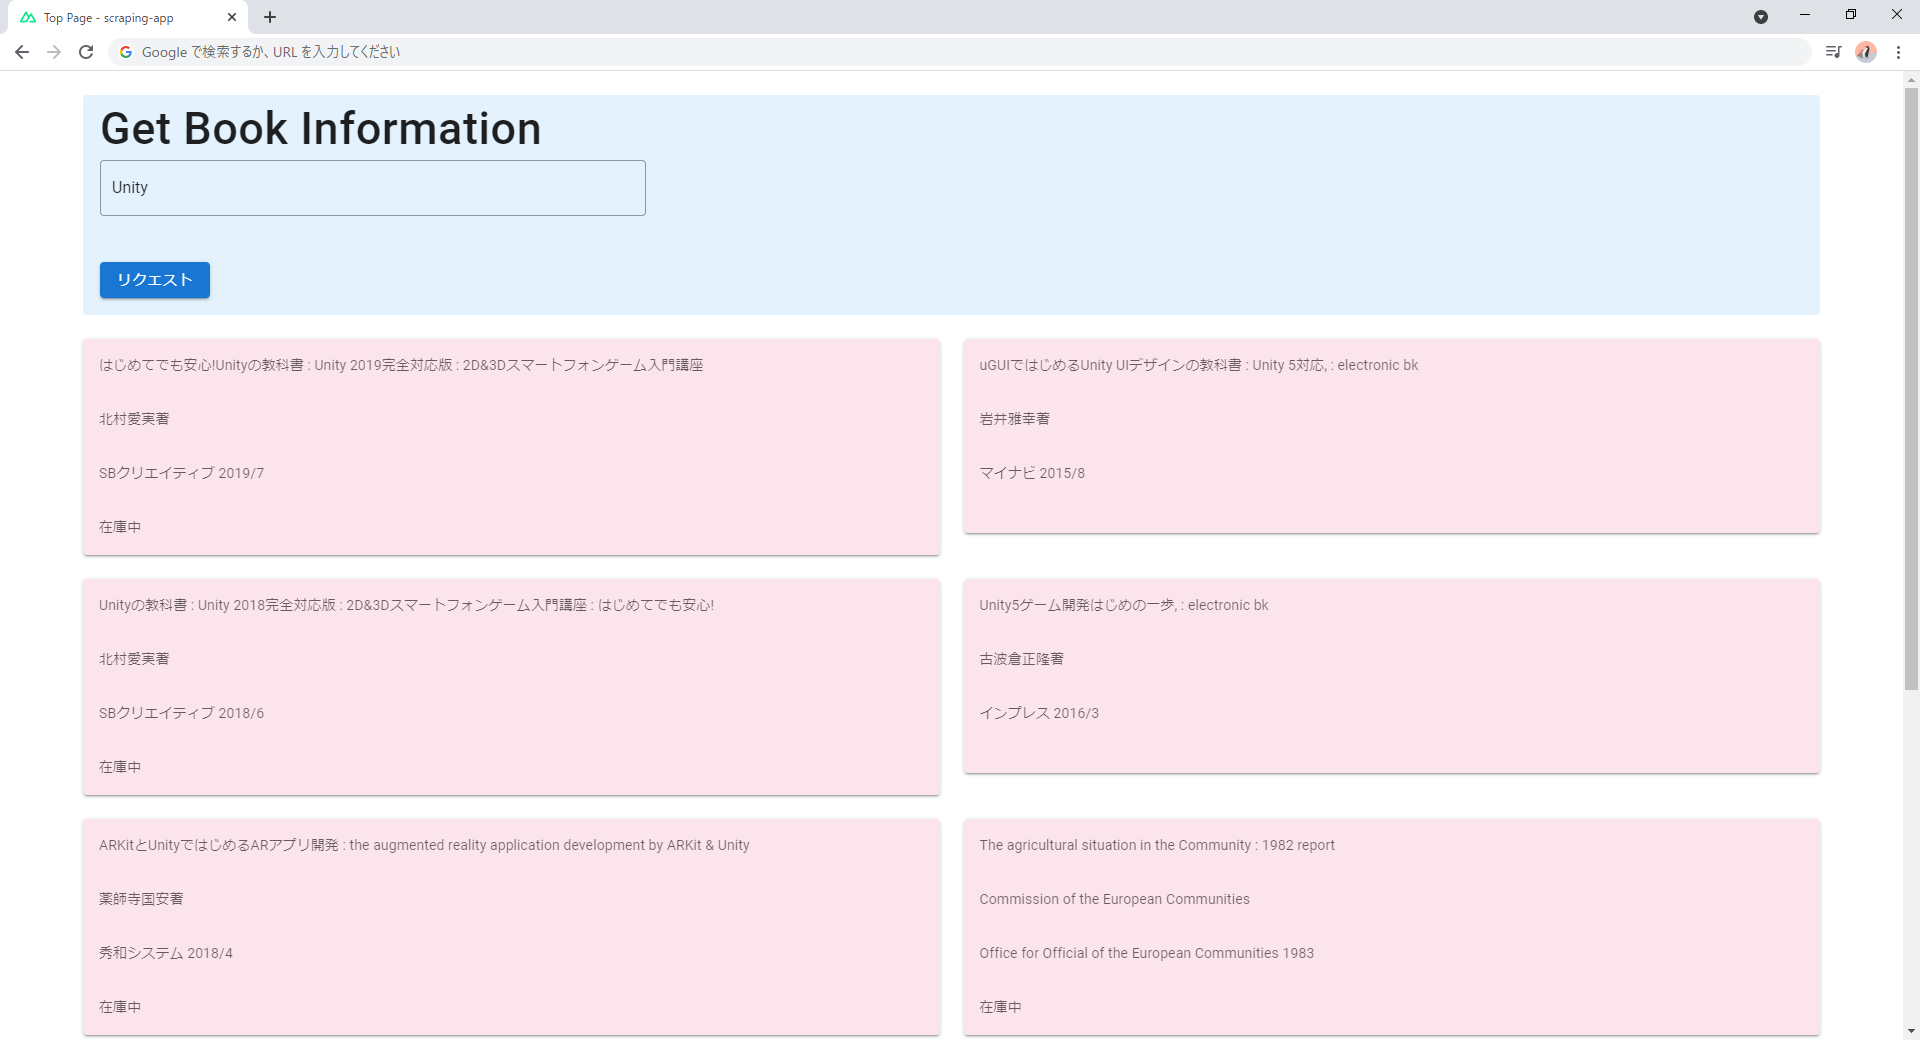 Top Page - scraping-app
Google で検索するか、URL を入力してください
Get Book Information
Unity
リクエスト
はじめてでも安心!Unityの教科書 : Unity 2019完全対応版 : 2D&3Dスマートフォンゲーム入門講座
北村愛実著
SBクリエイティブ 2019/7
在庫中
uGUIではじめるUnity UIデザインの教科書 : Unity 5対応, : electronic bk
岩井雅幸著
マイナビ 2015/8
Unityの教科書 : Unity 2018完全対応版 : 2D&3Dスマートフォンゲーム入門講座 : はじめてでも安心!
北村愛実著
SBクリエイティブ 2018/6
在庫中
Unity5ゲーム開発はじめの一歩, : electronic bk
古波倉正隆著
インプレス 2016/3
ARKitとUnityではじめるARアプリ開発 : the augmented reality application development by ARKit & Unity
薬師寺国安著
秀和システム 2018/4
在庫中
The agricultural situation in the Community : 1982 report
Commission of the European Communities
Office for Official of the European Communities 1983
在庫中